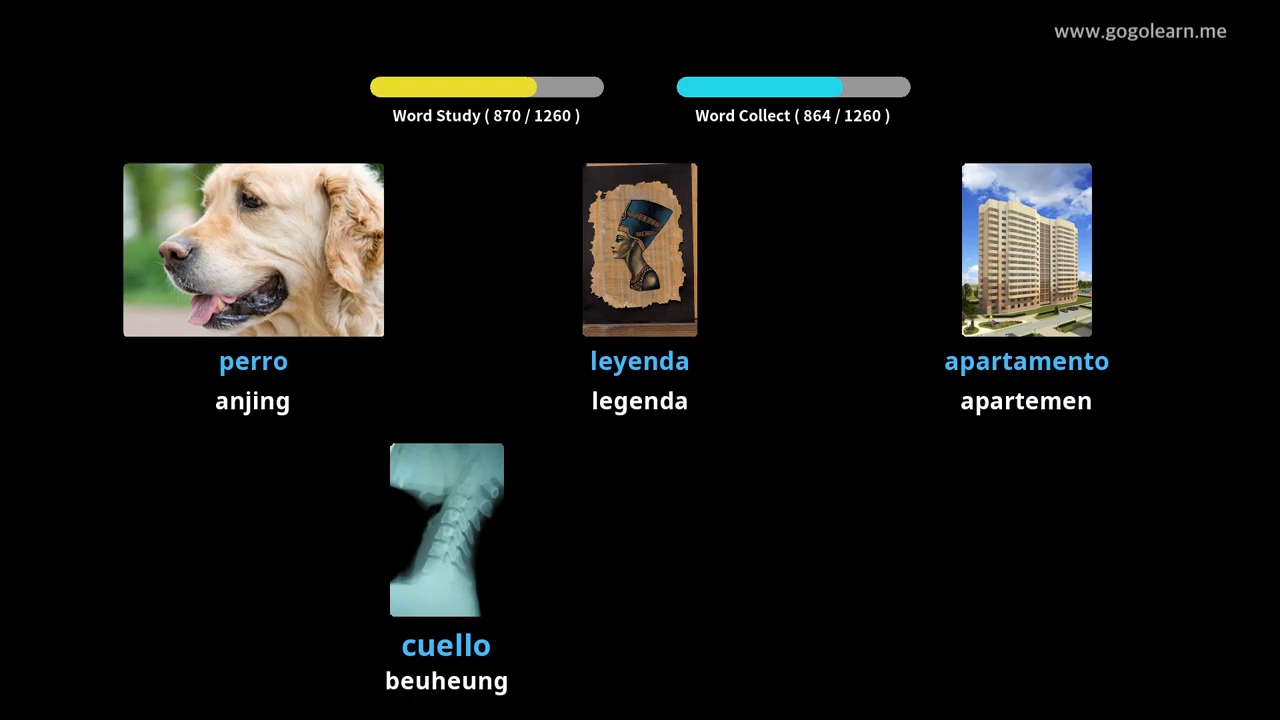 www.gogolearn.me
Word Study ( 870 / 1260 )
Word Collect ( 864 / 1260 )
perro
leyenda
apartamento
anjing
legenda
apartemen
cuello
beuheung